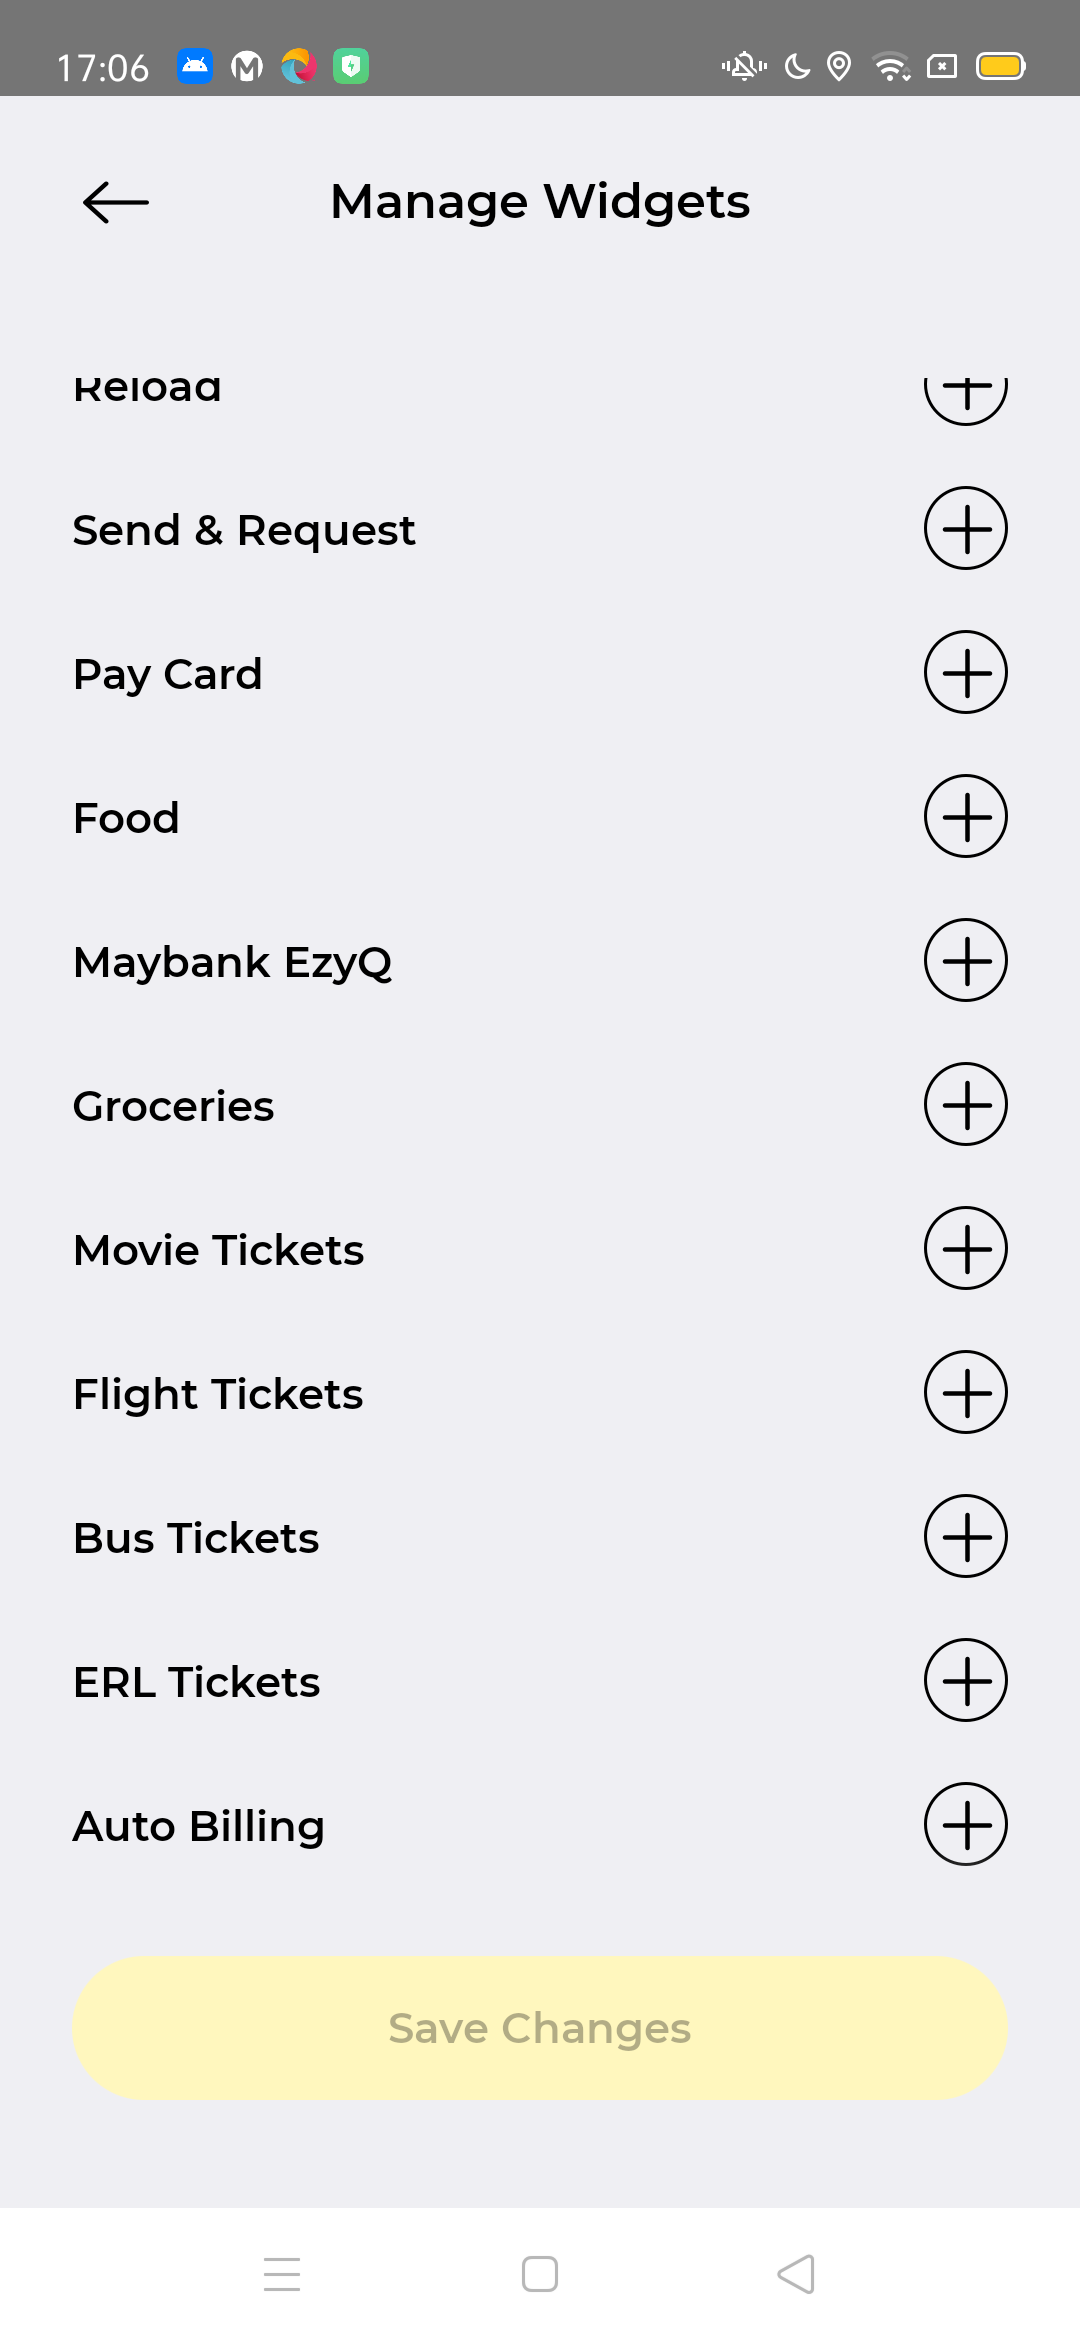 17:06
Manage Widgets
Reload
Send & Request
Pay Card
Food
Maybank EzyQ
Groceries
Movie Tickets
Flight Tickets
Bus Tickets
ERL Tickets
Auto Billing
Save Changes